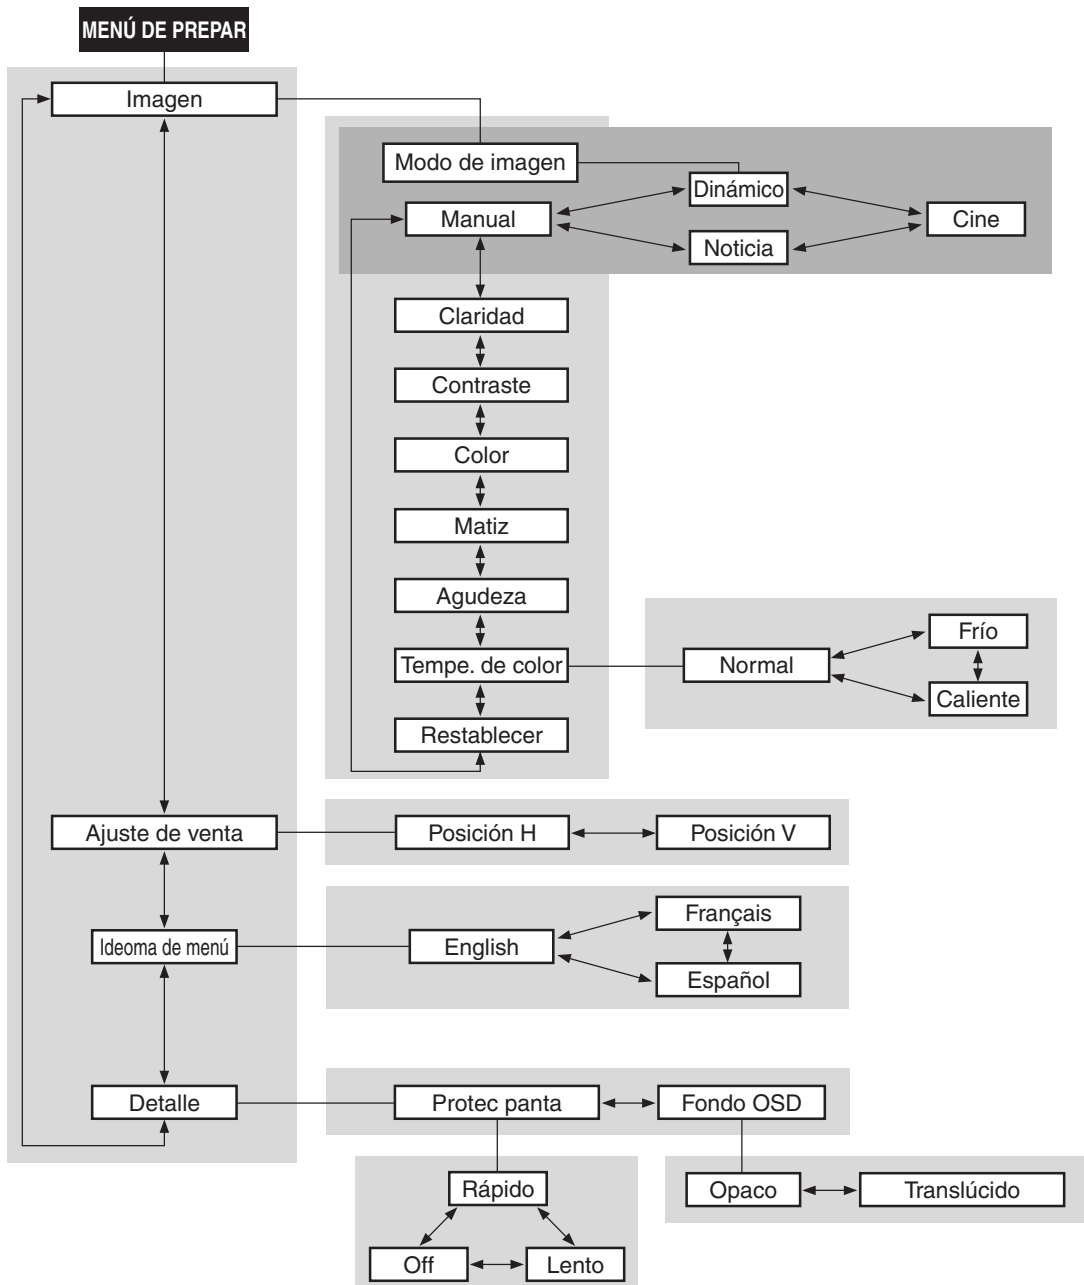 MENÚ DE PREPAR
Imagen
Modo de imagen
Dinámico
Manual
Cine
Noticia
Claridad
Contraste
Color
Matiz
Agudeza
Frío
Tempe. de color
Normal
Caliente
Restablecer
Ajuste de venta
Posición H
Posición V
Français
Ideoma de menú
English
Español
Detalle
Protec panta
Fondo OSD
Rápido
Opaco
Translúcido
Off
Lento